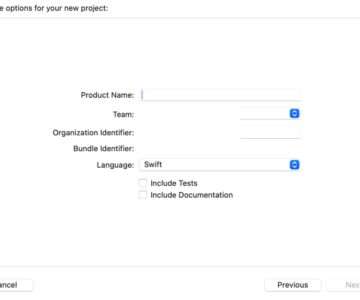 e options for your new project:
Product Name:
Team:
Organization Identifier:
Bundle Identifier:
Language: Swift
Include Tests
Include Documentation
ancel Previous Nex